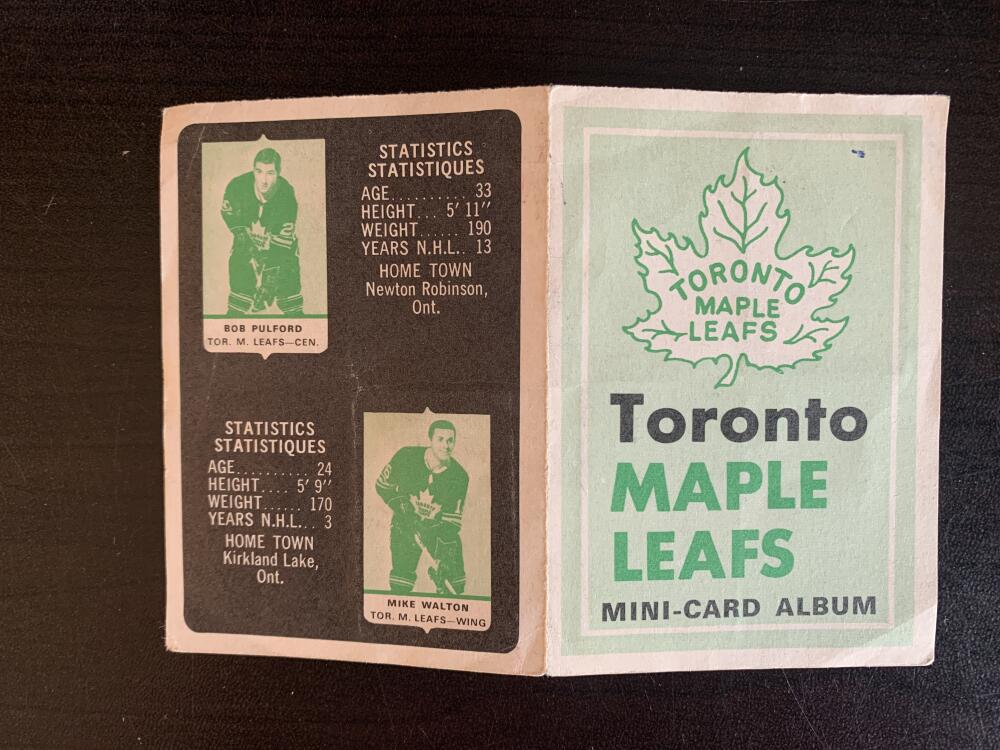 BOB PULFORD
TOR. M. LEAFS—CEN.
STATISTICS
STATISTIQUES
AGE.......... 33
HEIGHT... 5' 11"
WEIGHT...... 190
YEARS N.H.L.. 13
HOME TOWN
Newton Robinson,
Ont.
STATISTICS
STATISTIQUES
AGE.......... 24
HEIGHT.... 5' 9"
WEIGHT...... 170
YEARS N.H.L.. 3
HOME TOWN
Kirkland Lake,
Ont.
MIKE WALTON
TOR. M. LEAFS—WING
TORONTO
MAPLE
LEAFS
Toronto
MAPLE
LEAFS
MINI-CARD ALBUM